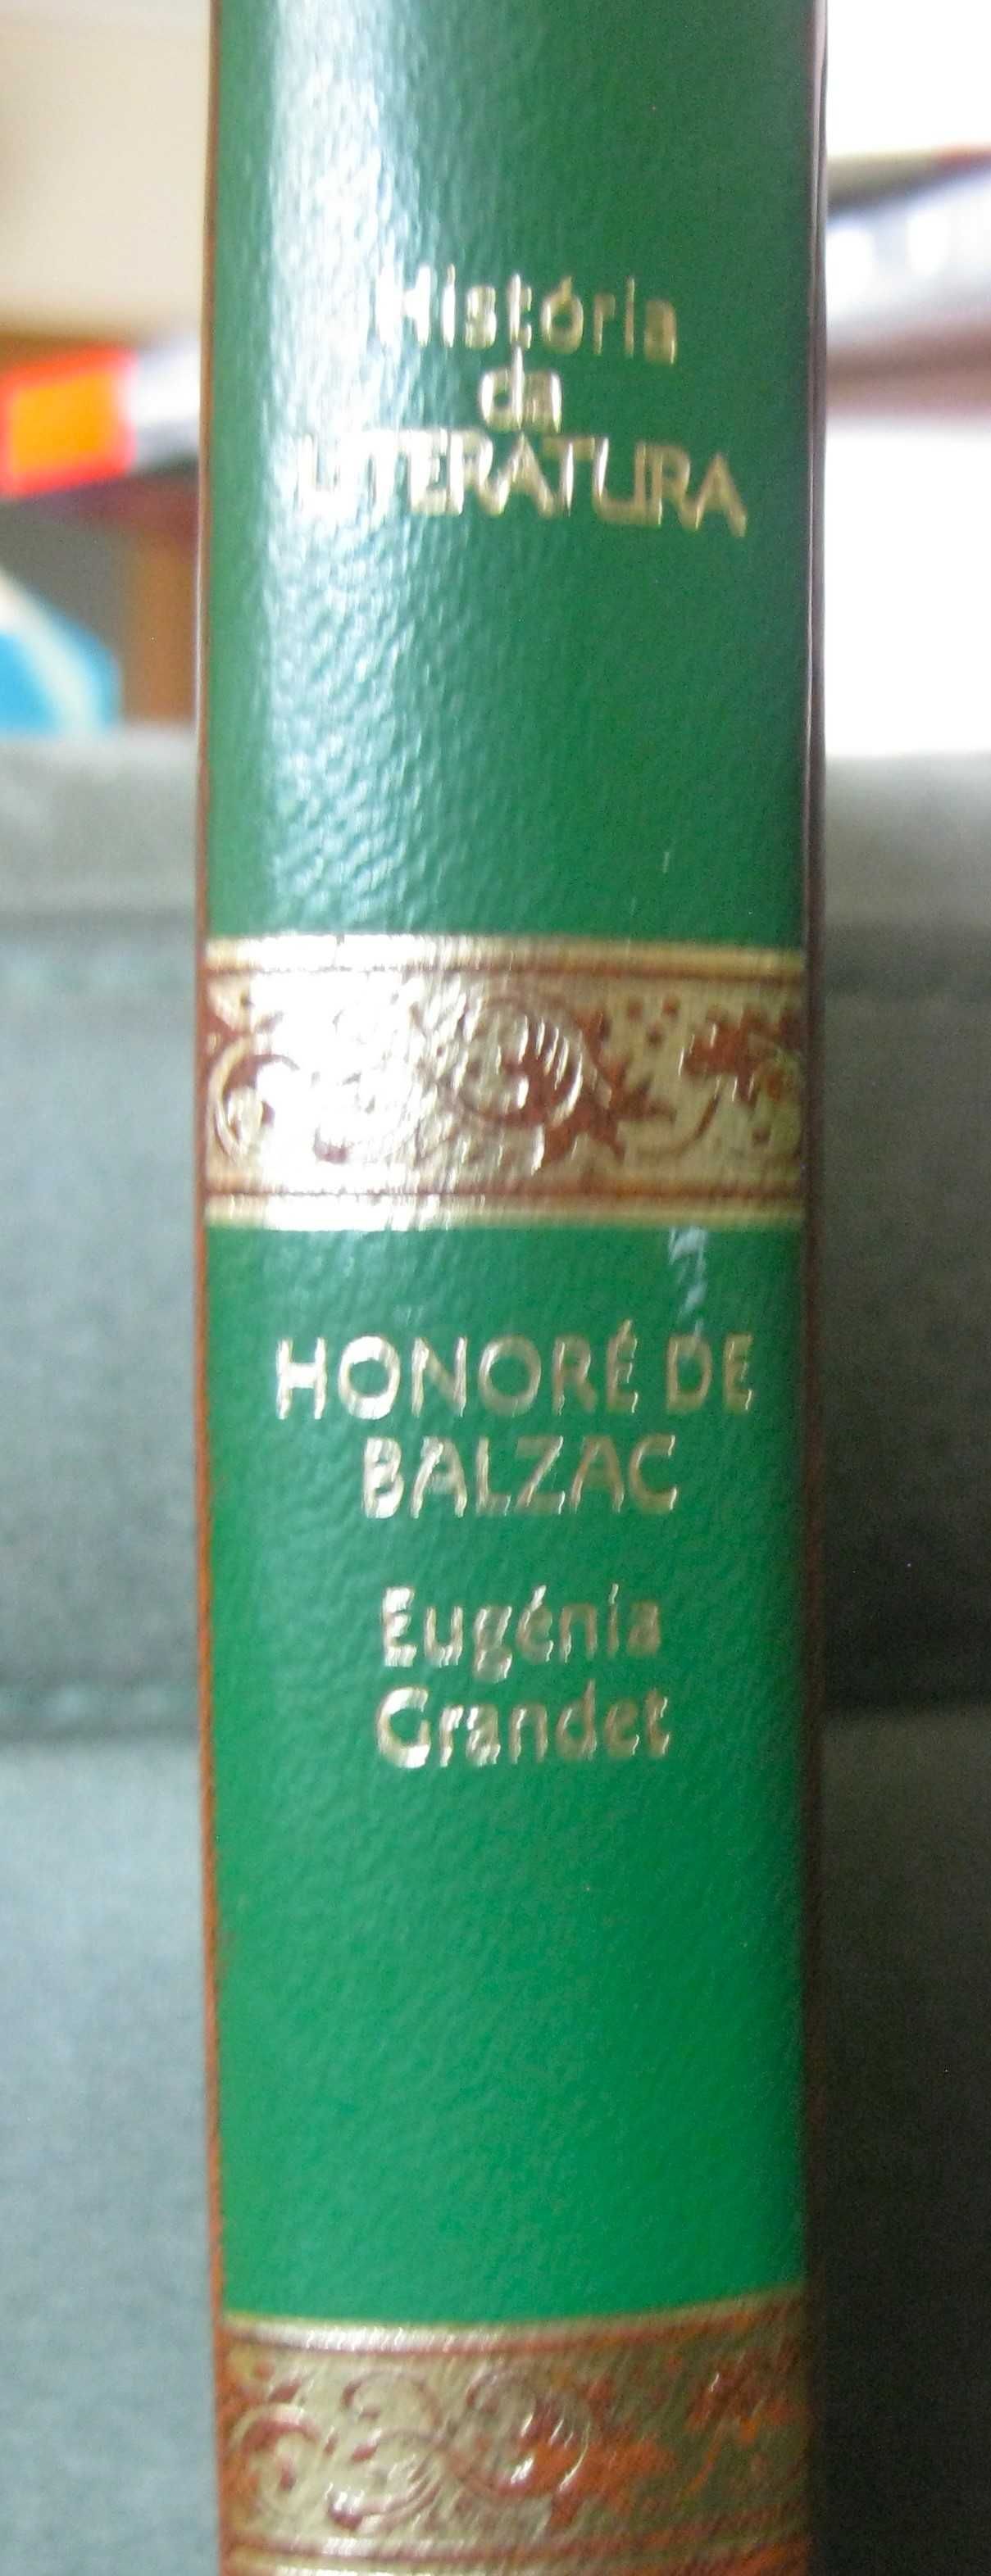 História
da
LITERATURA
HONORÉ DE
BALZAC
Eugénia
Grandet